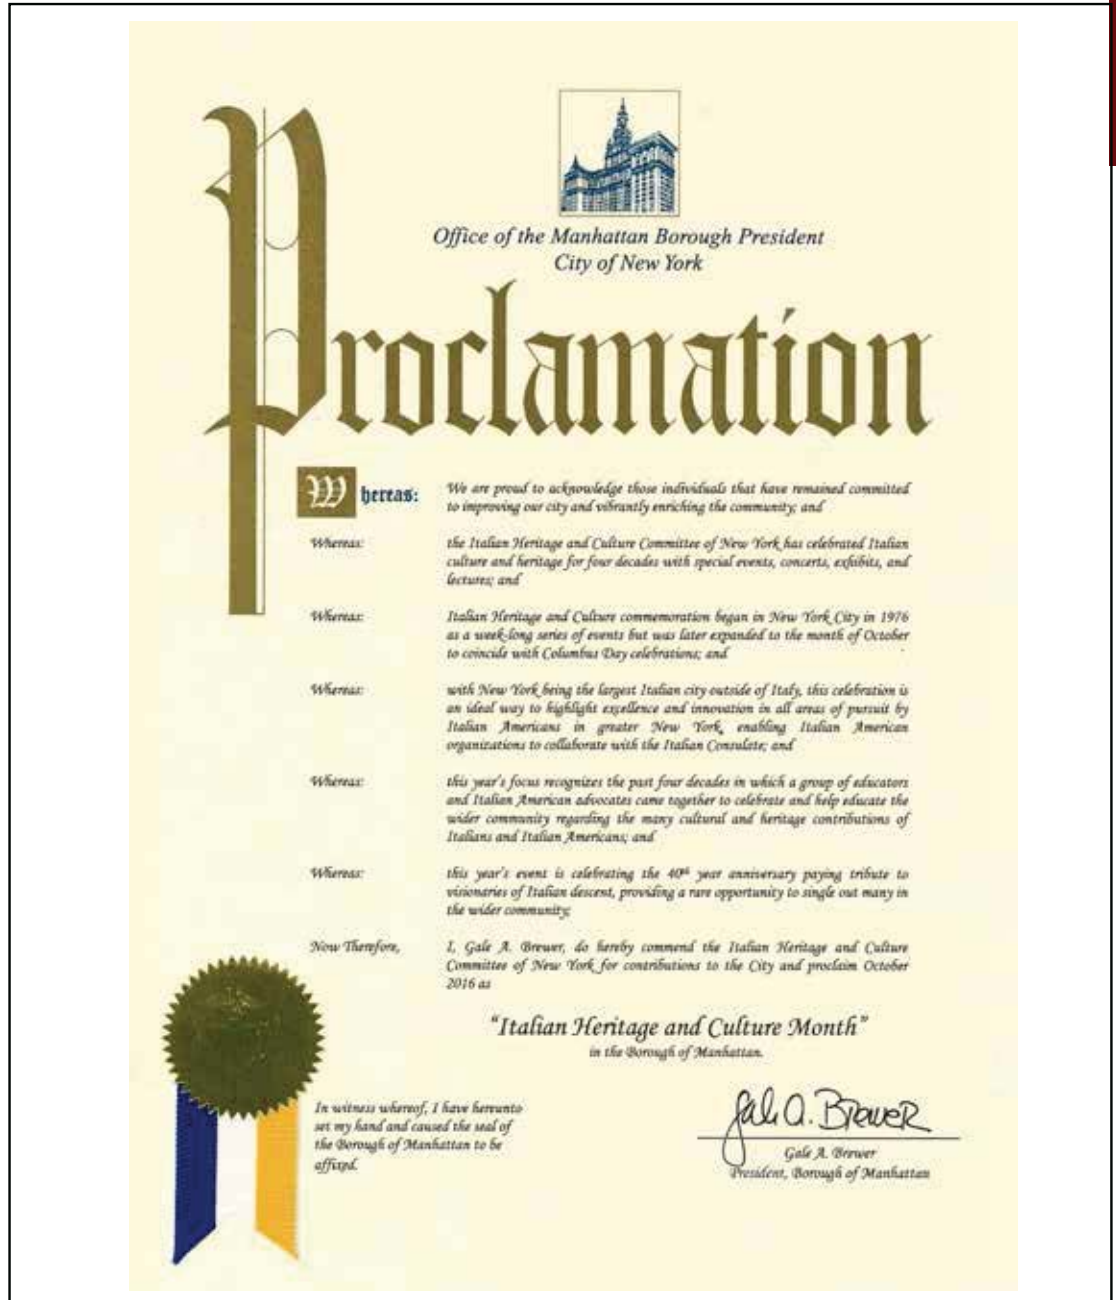 Office of the Manhattan Borough President
City of New York
Proclamation
Whereas: We are proud to acknowledge those individuals that have remained committed
to improving our city and vibrantly enriching the community; and
Whereas: the Italian Heritage and Culture Committee of New York has celebrated Italian
culture and heritage for four decades with special events, concerts, exhibits, and
lectures; and
Whereas: Italian Heritage and Culture commemoration began in New York City in 1976
as a week-long series of events but was later expanded to the month of October
to coincide with Columbus Day celebrations; and
Whereas: with New York being the largest Italian city outside of Italy, this celebration is
an ideal way to highlight excellence and innovation in all areas of pursuit by
Italian Americans in greater New York, enabling Italian American
organizations to collaborate with the Italian Consulate; and
Whereas: this year's focus recognizes the past four decades in which a group of educators
and Italian American advocates came together to celebrate and help educate the
wider community regarding the many cultural and heritage contributions of
Italians and Italian Americans; and
Whereas: this year's event is celebrating the 40th year anniversary paying tribute to
visionaries of Italian descent, providing a rare opportunity to single out many in
the wider community;
Now Therefore, I, Gale A. Brewer, do hereby commend the Italian Heritage and Culture
Committee of New York for contributions to the City and proclaim October
2016 as
"Italian Heritage and Culture Month"
in the Borough of Manhattan.
In witness whereof, I have hereunto
set my hand and caused the seal of
the Borough of Manhattan to be
affixed.
Gale A. Brewer
Gale A. Brewer
President, Borough of Manhattan